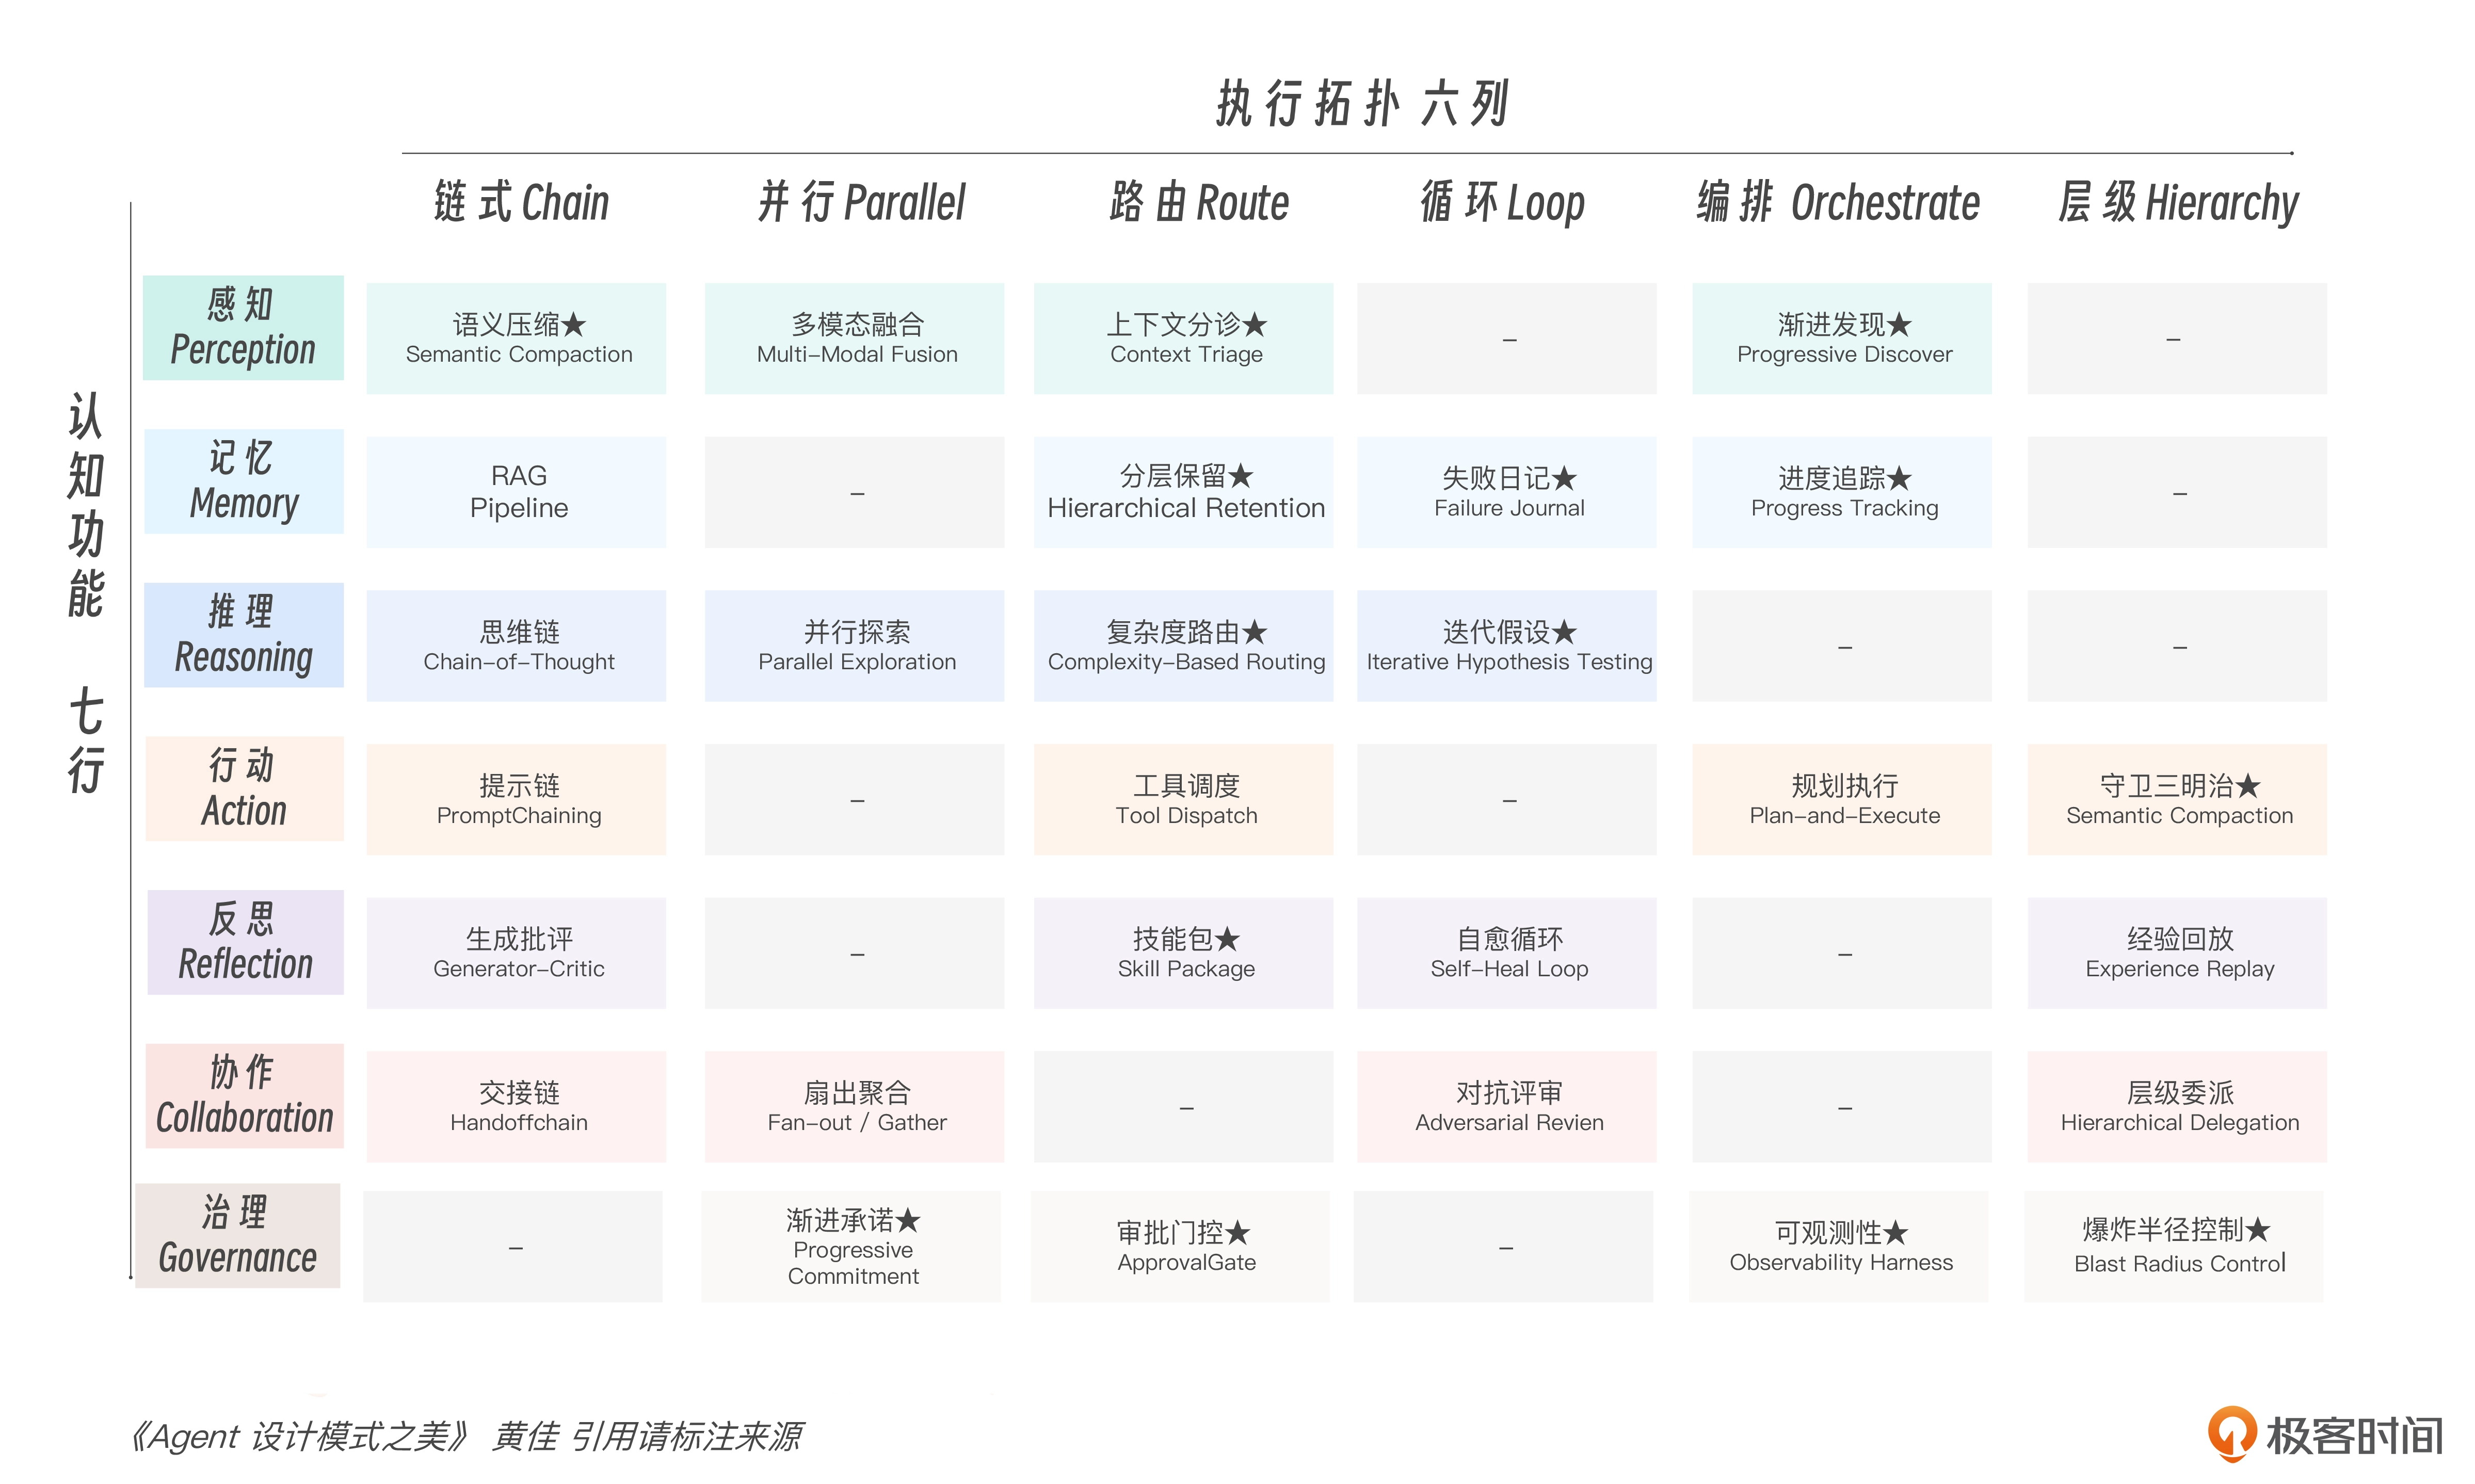 执行拓扑 六列
链式 Chain
并行 Parallel
路由 Route
循环 Loop
编排 Orchestrate
层级 Hierarchy
认知功能 七行
感知
Perception
语义压缩★
Semantic Compaction
多模态融合
Multi-Modal Fusion
上下文分诊★
Context Triage
–
渐进发现★
Progressive Discover
–
记忆
Memory
RAG
Pipeline
–
分层保留★
Hierarchical Retention
失败日记★
Failure Journal
进度追踪★
Progress Tracking
–
推理
Reasoning
思维链
Chain-of-Thought
并行探索
Parallel Exploration
复杂度路由★
Complexity-Based Routing
迭代假设★
Iterative Hypothesis Testing
–
–
行动
Action
提示链
PromptChaining
–
工具调度
Tool Dispatch
–
规划执行
Plan-and-Execute
守卫三明治★
Semantic Compaction
反思
Reflection
生成批评
Generator-Critic
–
技能包★
Skill Package
自愈循环
Self-Heal Loop
–
经验回放
Experience Replay
协作
Collaboration
交接链
Handoffchain
扇出聚合
Fan-out / Gather
–
对抗评审
Adversarial Revien
–
层级委派
Hierarchical Delegation
治理
Governance
–
渐进承诺★
Progressive
Commitment
审批门控★
ApprovalGate
–
可观测性★
Observability Harness
爆炸半径控制★
Blast Radius Control
《Agent 设计模式之美》 黄佳 引用请标注来源
极客时间